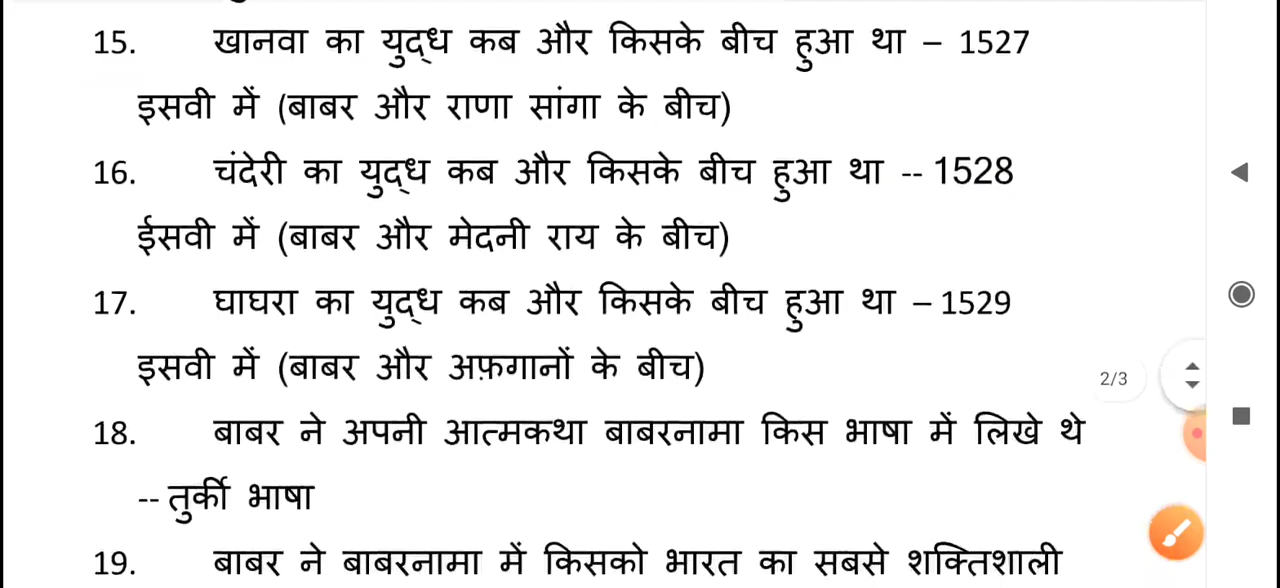 15. खानवा का युद्ध कब और किसके बीच हुआ था – 1527
इसवी में (बाबर और राणा सांगा के बीच)
16. चंदेरी का युद्ध कब और किसके बीच हुआ था -- 1528
ईसवी में (बाबर और मेदनी राय के बीच)
17. घाघरा का युद्ध कब और किसके बीच हुआ था – 1529
इसवी में (बाबर और अफ़गानों के बीच)
2/3
18. बाबर ने अपनी आत्मकथा बाबरनामा किस भाषा में लिखे थे
-- तुर्की भाषा
19. बाबर ने बाबरनामा में किसको भारत का सबसे शक्तिशाली